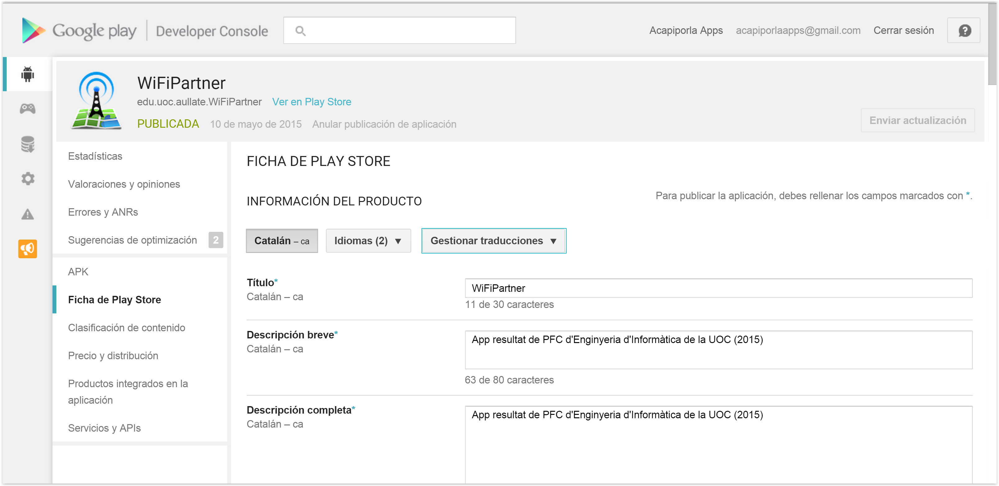 Google play Developer Console
Acapiporla Apps acapiporlaapps@gmail.com Cerrar sesión
WiFiPartner
edu.uoc.aullate.WiFiPartner Ver en Play Store
PUBLICADA 10 de mayo de 2015 Anular publicación de aplicación
Enviar actualización
Estadísticas
Valoraciones y opiniones
Errores y ANRs
Sugerencias de optimización 2
APK
Ficha de Play Store
Clasificación de contenido
Precio y distribución
Productos integrados en la
aplicación
Servicios y APIs
FICHA DE PLAY STORE
INFORMACIÓN DEL PRODUCTO
Para publicar la aplicación, debes rellenar los campos marcados con *.
Catalán – ca Idiomas (2) ▼ Gestionar traducciones ▼
Título*
Catalán – ca
WiFiPartner
11 de 30 caracteres
Descripción breve*
Catalán – ca
App resultat de PFC d'Enginyeria d'Informàtica de la UOC (2015)
63 de 80 caracteres
Descripción completa*
Catalán – ca
App resultat de PFC d'Enginyeria d'Informàtica de la UOC (2015)